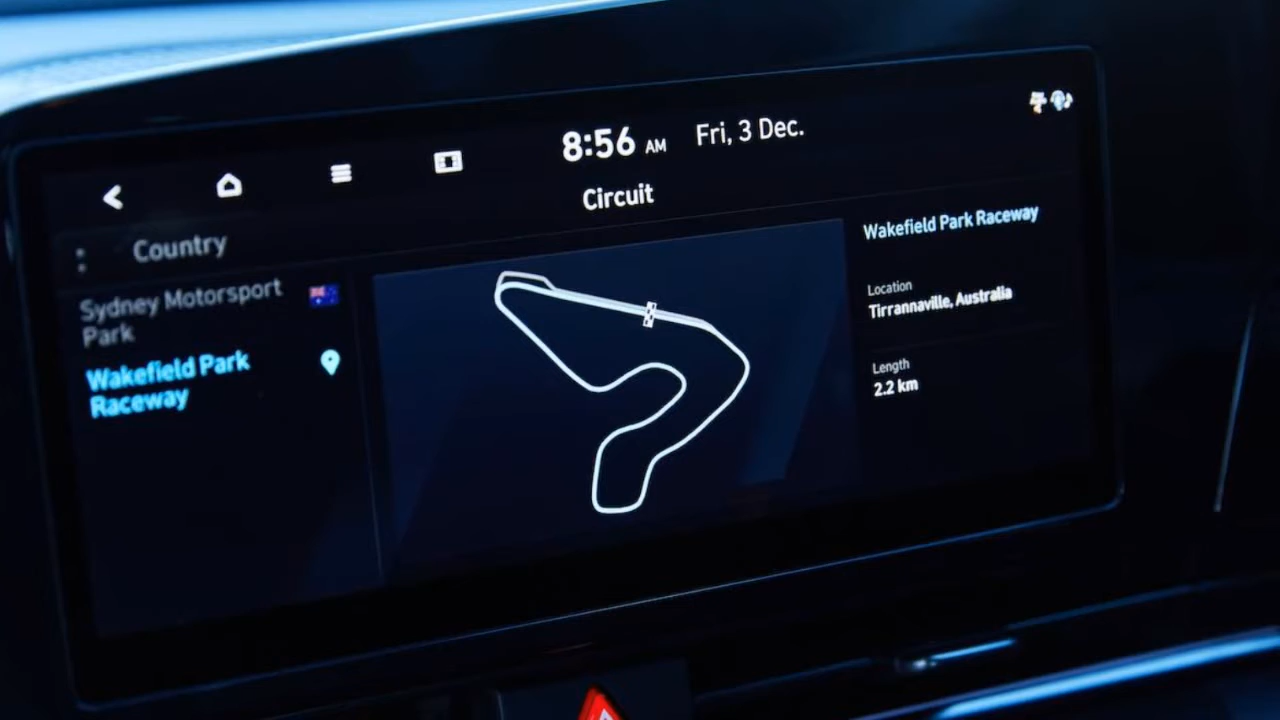 8:56 AM Fri, 3 Dec.
Circuit
Country
Sydney Motorsport
Park
Wakefield Park
Raceway
Wakefield Park Raceway
Location
Tirrannaville, Australia
Length
2.2 km